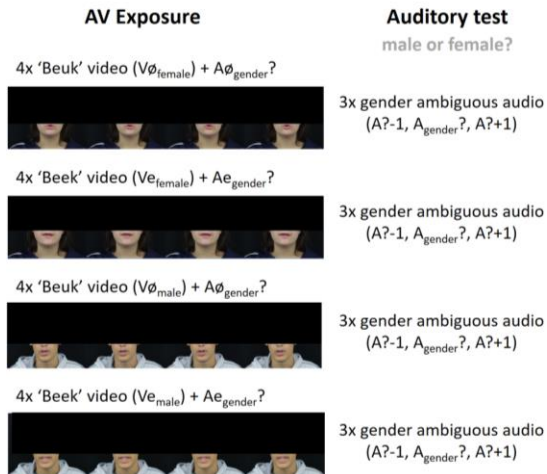 AV Exposure
Auditory test
male or female?
4x ‘Beuk’ video (Vøfemale) + Aøgender?
3x gender ambiguous audio
(A?-1, Agender?, A?+1)
4x ‘Beek’ video (Vefemale) + Aegender?
3x gender ambiguous audio
(A?-1, Agender?, A?+1)
4x ‘Beuk’ video (Vømale) + Aøgender?
3x gender ambiguous audio
(A?-1, Agender?, A?+1)
4x ‘Beek’ video (Vemale) + Aegender?
3x gender ambiguous audio
(A?-1, Agender?, A?+1)